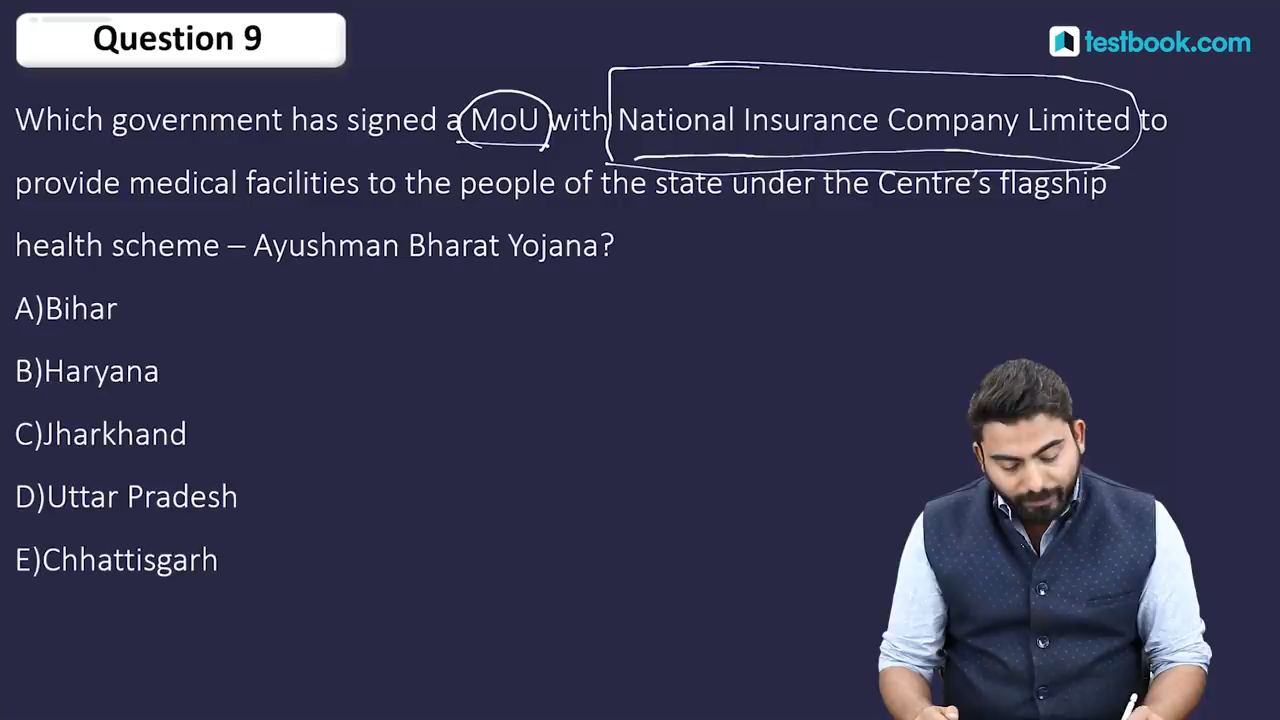 Question 9
testbook.com
Which government has signed a MoU with National Insurance Company Limited to
provide medical facilities to the people of the state under the Centre’s flagship
health scheme – Ayushman Bharat Yojana?
A)Bihar
B)Haryana
C)Jharkhand
D)Uttar Pradesh
E)Chhattisgarh